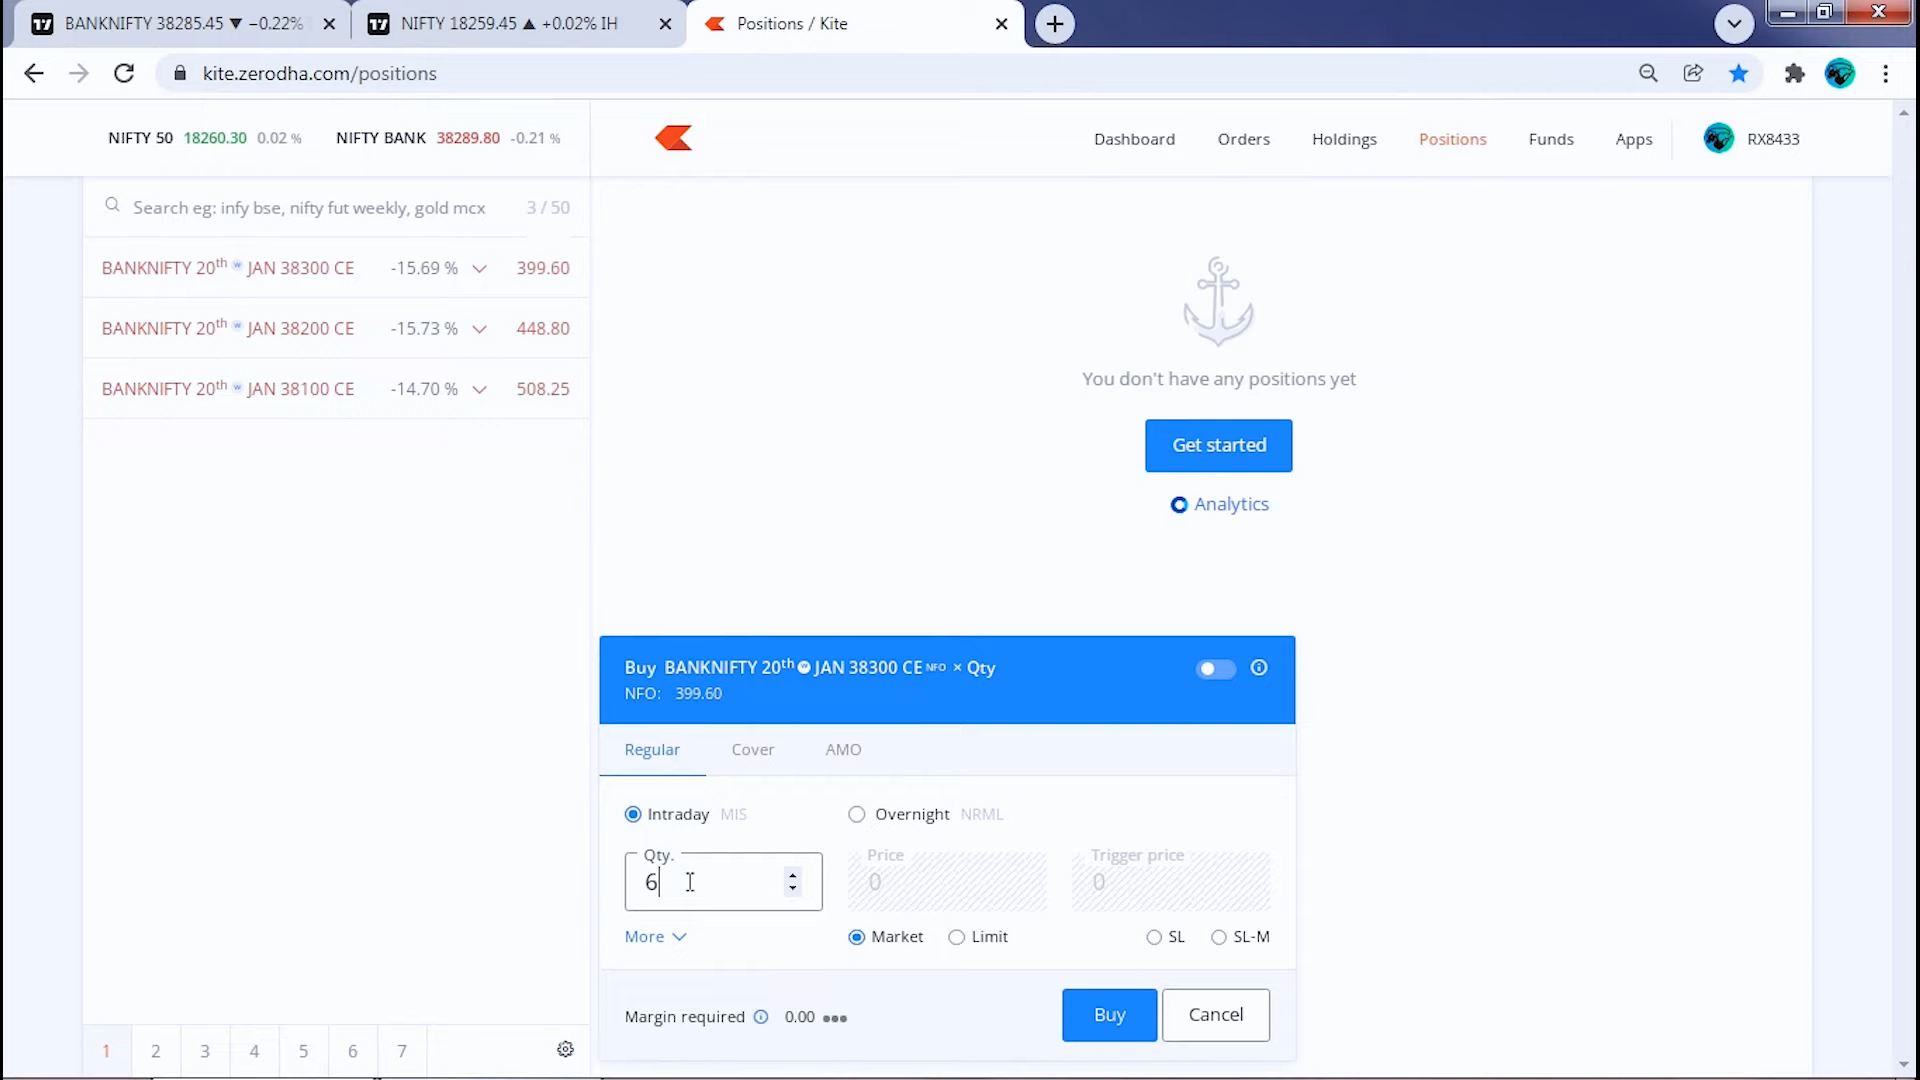 BANKNIFTY 38285.45 ▼ −0.22%
NIFTY 18259.45 ▲ +0.02% IH
Positions / Kite
kite.zerodha.com/positions
NIFTY 50 18260.30 0.02 %
NIFTY BANK 38289.80 -0.21 %
Dashboard
Orders
Holdings
Positions
Funds
Apps
RX8433
Search eg: infy bse, nifty fut weekly, gold mcx
3 / 50
BANKNIFTY 20th w JAN 38300 CE -15.69 % 399.60
BANKNIFTY 20th w JAN 38200 CE -15.73 % 448.80
BANKNIFTY 20th w JAN 38100 CE -14.70 % 508.25
You don't have any positions yet
Get started
Analytics
Buy BANKNIFTY 20th w JAN 38300 CE NFO × Qty
NFO: 399.60
Regular
Cover
AMO
Intraday MIS
Overnight NRML
Qty.
6
Price
0
Trigger price
0
More
Market
Limit
SL
SL-M
Margin required 0.00
Buy
Cancel
1 2 3 4 5 6 7